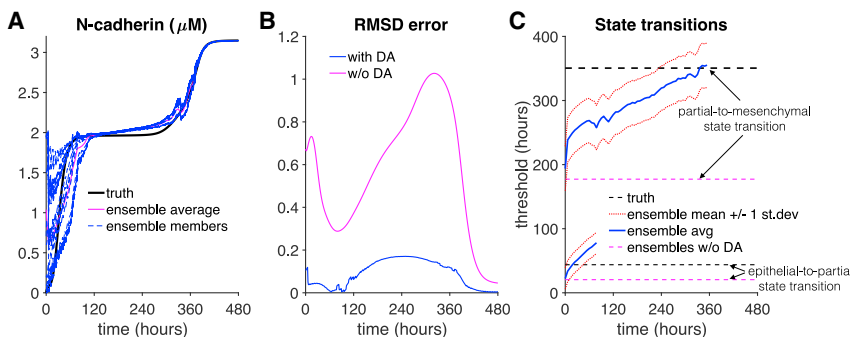 A
N-cadherin (μM)
3
2.5
2
1.5
1
0.5
0
truth
ensemble average
ensemble members
0 120 240 360 480
time (hours)
B
RMSD error
1.2
1
0.8
0.6
0.4
0.2
0
with DA
w/o DA
0 120 240 360 480
time (hours)
C
State transitions
threshold (hours)
400
300
200
100
0
partial-to-mesenchymal
state transition
truth
ensemble mean +/- 1 st.dev
ensemble avg
ensembles w/o DA
epithelial-to-partial
state transition
0 120 240 360 480
time (hours)